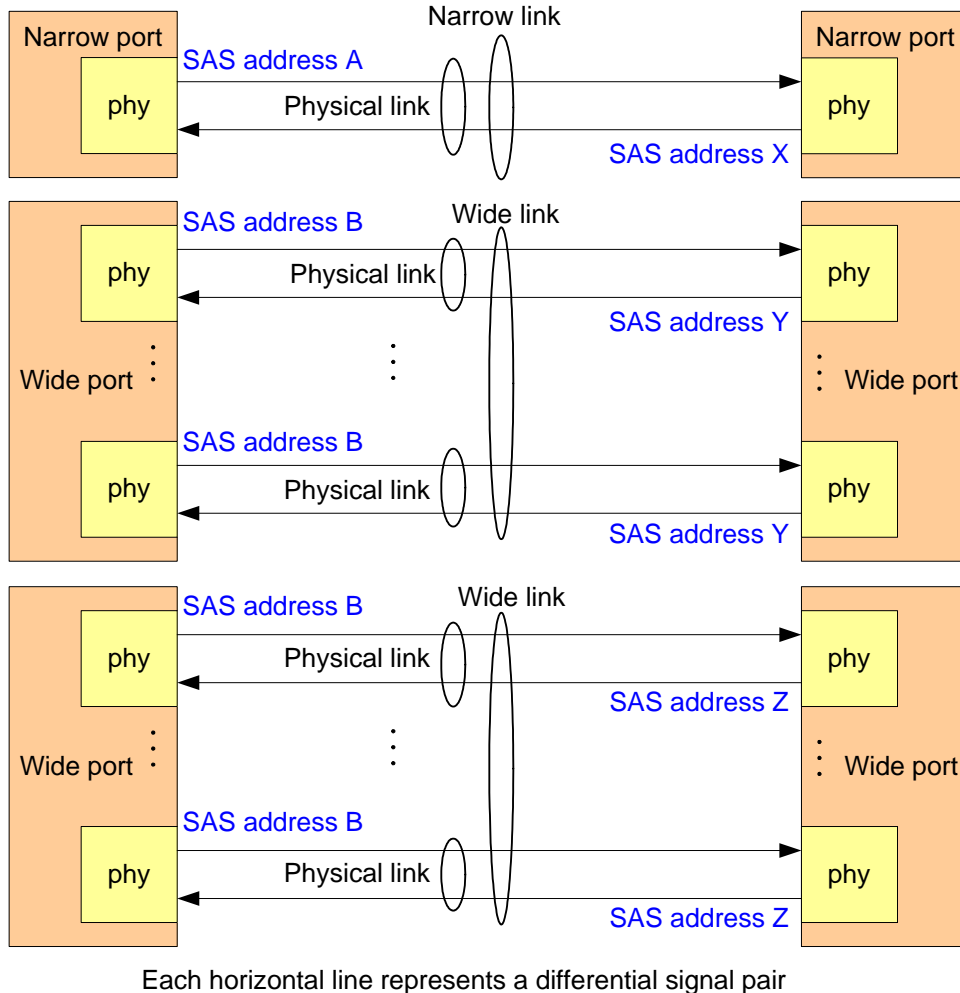 Narrow link
Narrow port
Narrow port
SAS address A
phy
Physical link
phy
SAS address X
SAS address B
Wide link
phy
Physical link
phy
SAS address Y
Wide port
Wide port
SAS address B
phy
Physical link
phy
SAS address Y
SAS address B
Wide link
phy
Physical link
phy
SAS address Z
Wide port
Wide port
SAS address B
phy
Physical link
phy
SAS address Z
Each horizontal line represents a differential signal pair